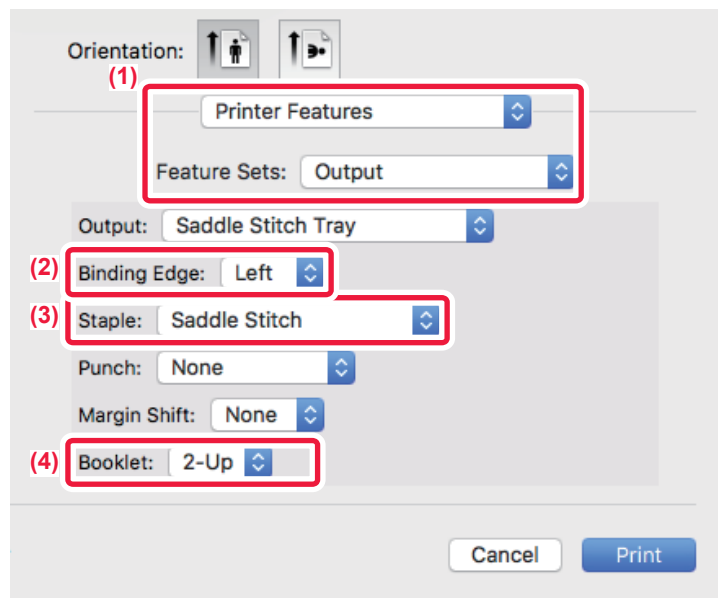 Orientation:
(1)
Printer Features
Feature Sets: Output
Output: Saddle Stitch Tray
(2) Binding Edge: Left
(3) Staple: Saddle Stitch
Punch: None
Margin Shift: None
(4) Booklet: 2-Up
Cancel Print